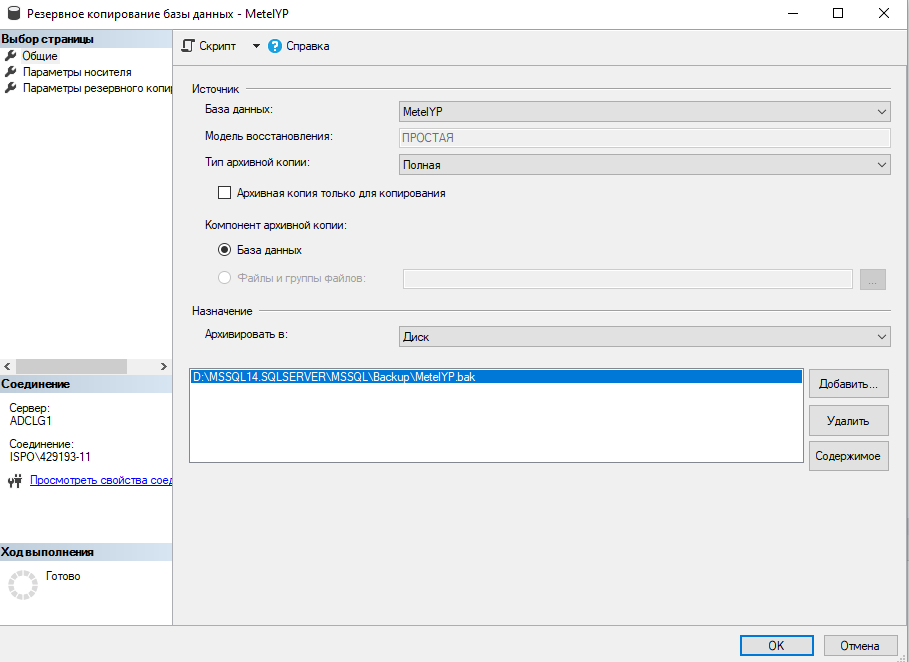 Резервное копирование базы данных - MetelYP
Выбор страницы
Общие
Параметры носителя
Параметры резервного копи
Скрипт
Справка
Источник
База данных:
MetelYP
Модель восстановления:
ПРОСТАЯ
Тип архивной копии:
Полная
Архивная копия только для копирования
Компонент архивной копии:
База данных
Файлы и группы файлов:
...
Назначение
Архивировать в:
Диск
D:\MSSQL14.SQLSERVER\MSSQL\Backup\MetelYP.bak
Добавить...
Удалить
Содержимое
Соединение
Сервер:
ADCLG1
Соединение:
ISPO\429193-11
Просмотреть свойства соед
Ход выполнения
Готово
OK
Отмена